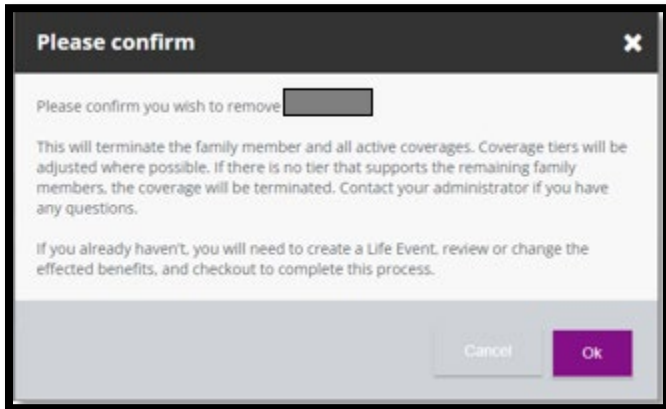 Please confirm
Please confirm you wish to remove
This will terminate the family member and all active coverages. Coverage tiers will be
adjusted where possible. If there is no tier that supports the remaining family
members, the coverage will be terminated. Contact your administrator if you have
any questions.
If you already haven't, you will need to create a Life Event, review or change the
effected benefits, and checkout to complete this process.
Cancel Ok